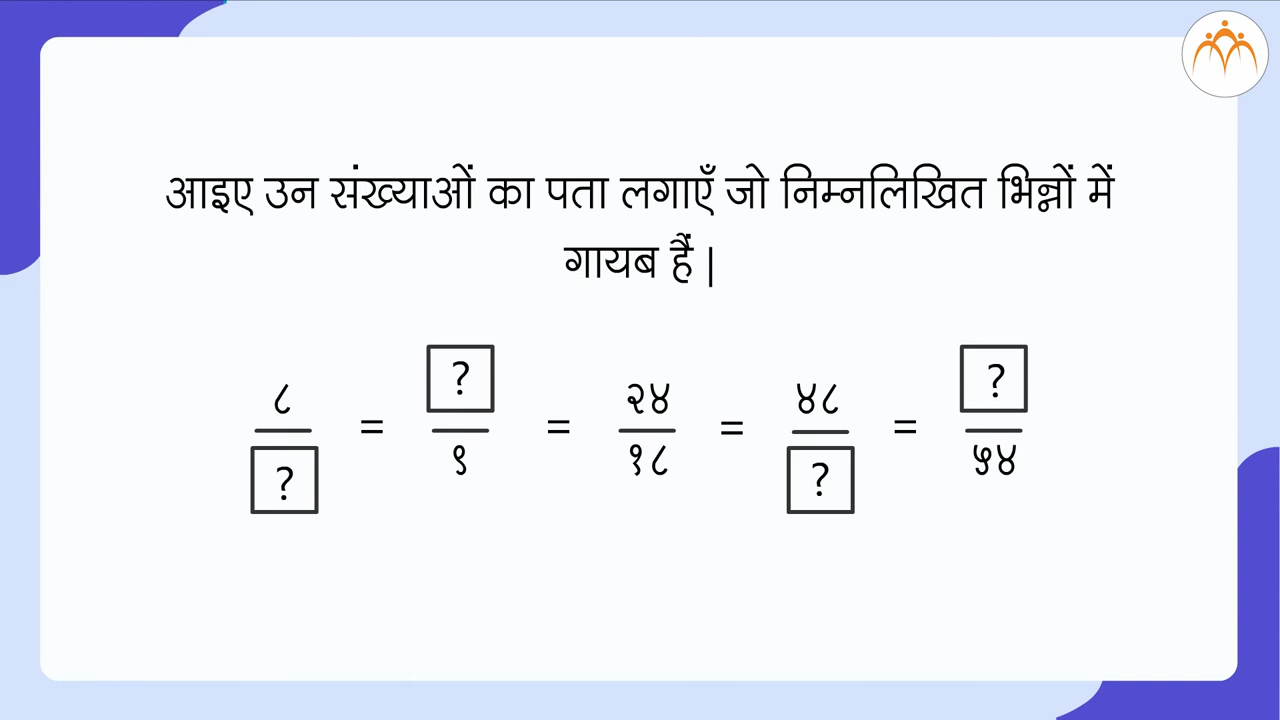 आइए उन संख्याओं का पता लगाएँ जो निम्नलिखित भिन्नों में
गायब हैं |
८/? = ?/९ = २४/१८ = ४८/? = ?/५४